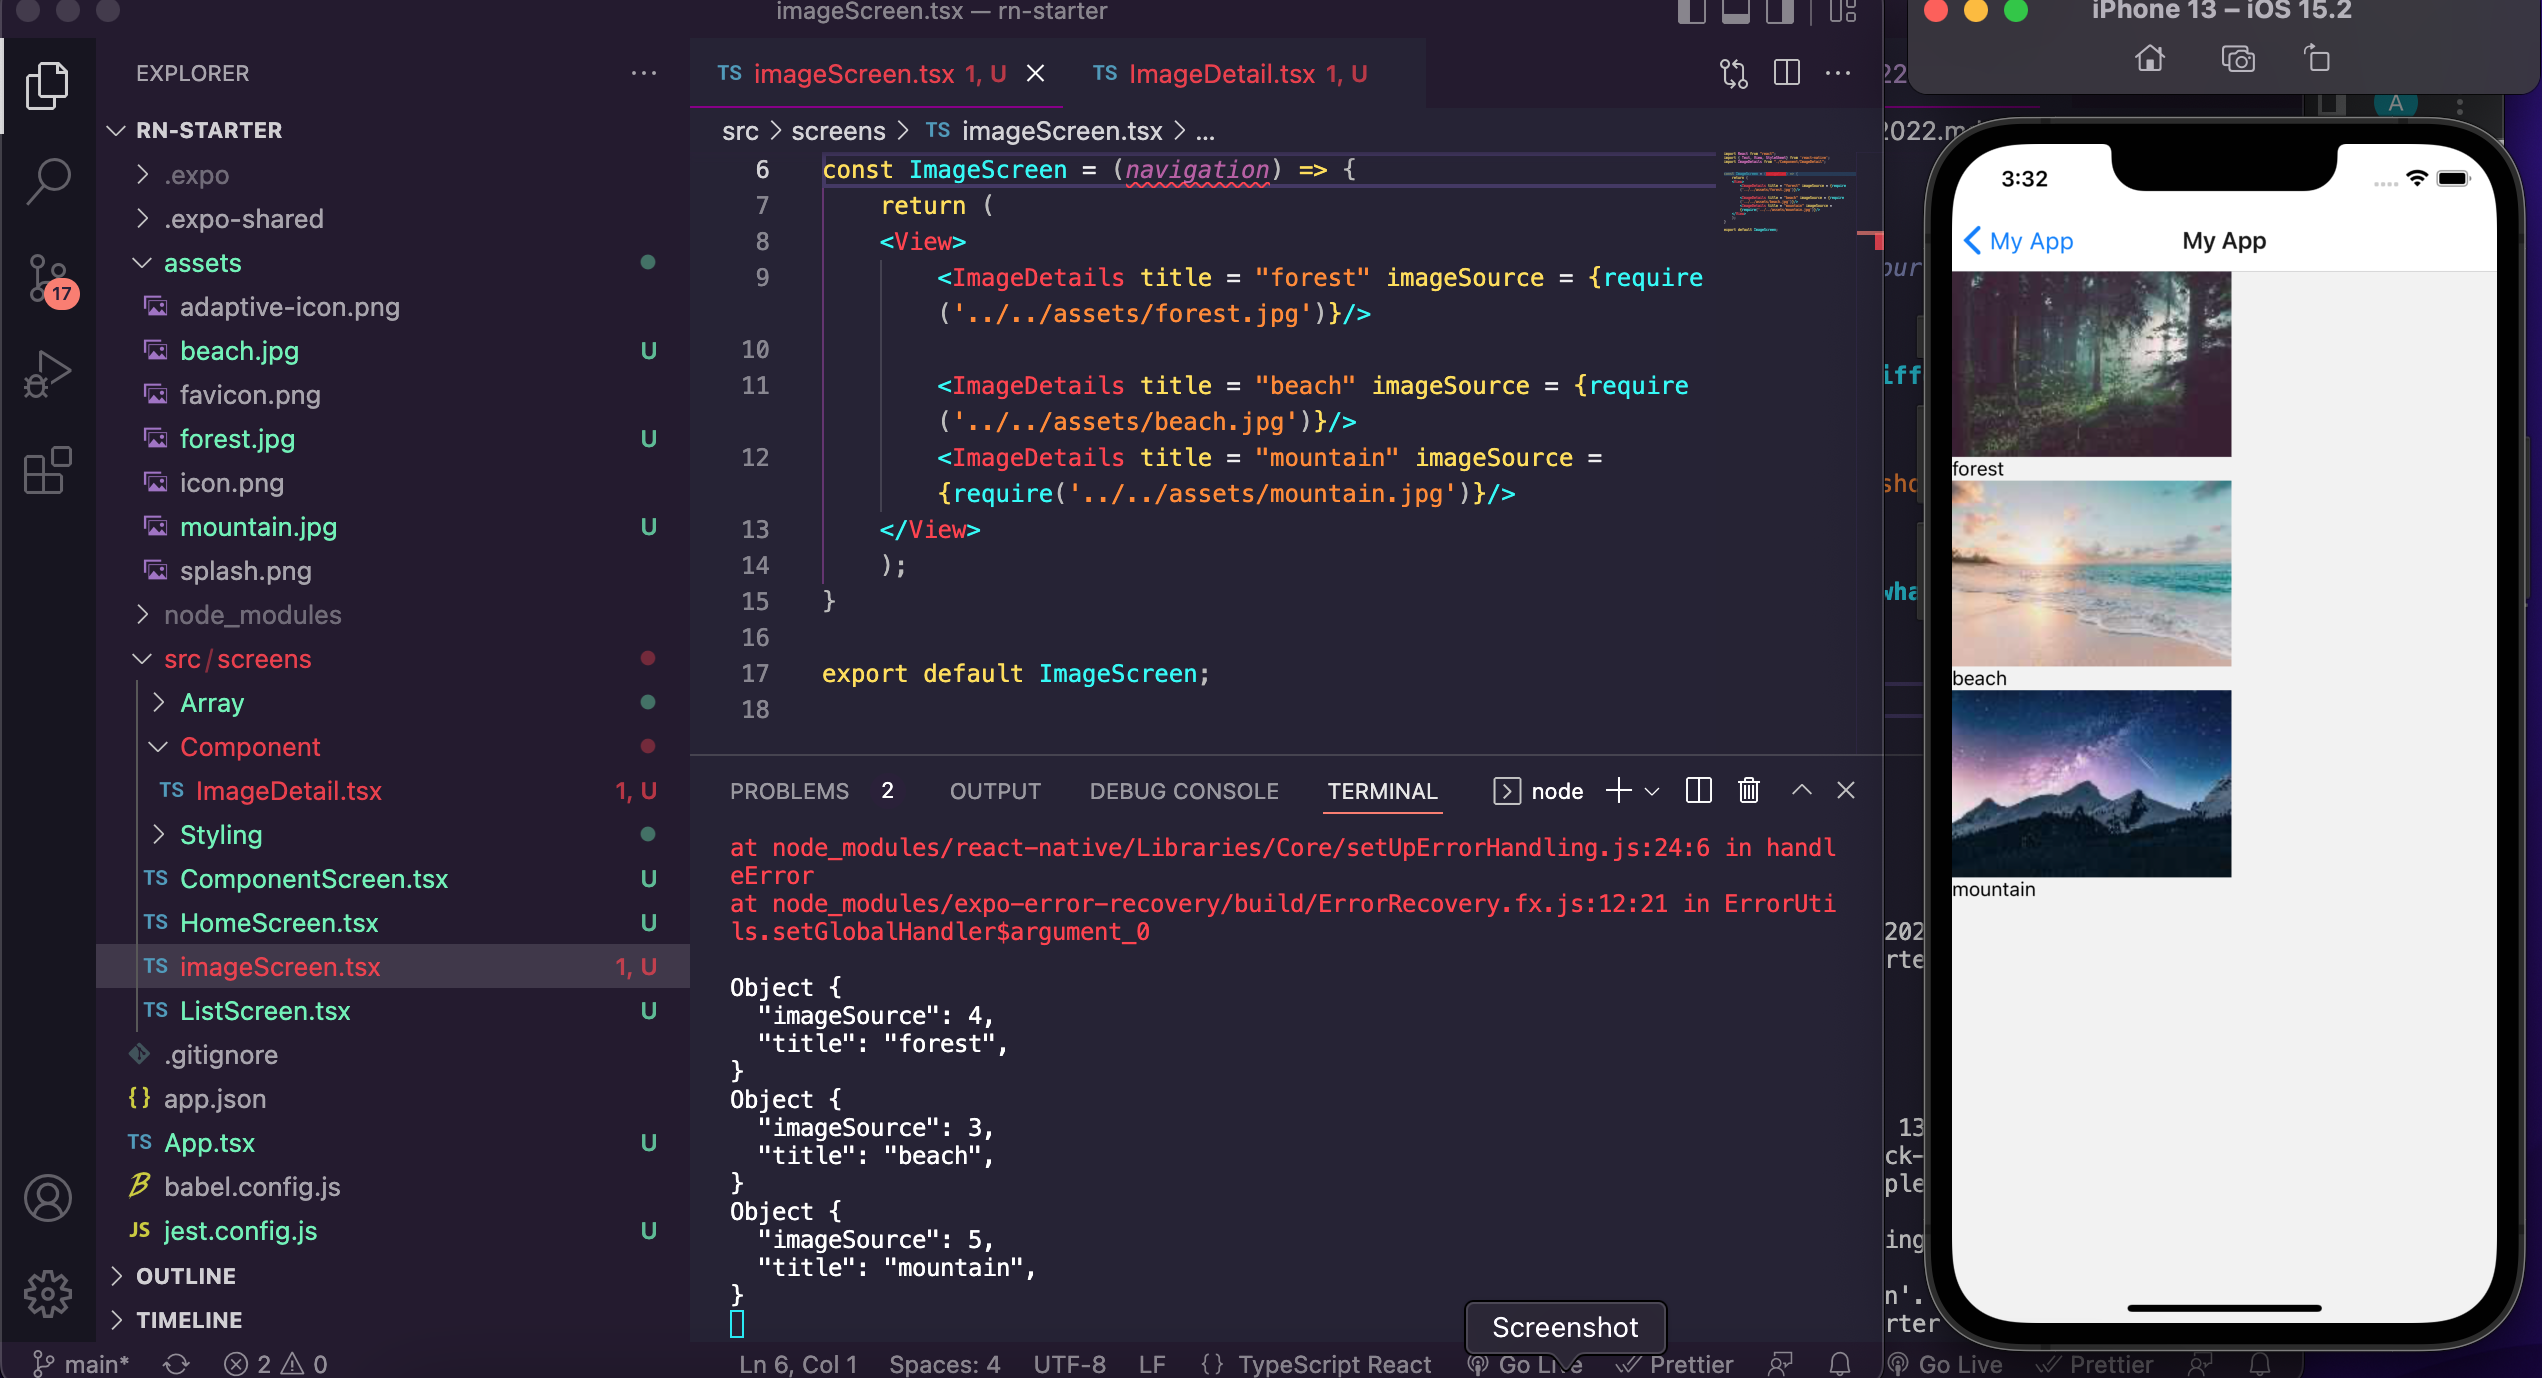 imageScreen.tsx — rn-starter
EXPLORER
RN-STARTER
.expo
.expo-shared
assets
adaptive-icon.png
beach.jpg U
favicon.png
forest.jpg U
icon.png
mountain.jpg U
splash.png
node_modules
src/screens
Array
Component
TS ImageDetail.tsx 1, U
Styling
TS ComponentScreen.tsx U
TS HomeScreen.tsx U
TS imageScreen.tsx 1, U
TS ListScreen.tsx U
.gitignore
{} app.json
TS App.tsx U
babel.config.js
JS jest.config.js U
OUTLINE
TIMELINE
17
TS imageScreen.tsx 1, U
TS ImageDetail.tsx 1, U
src > screens > TS imageScreen.tsx > ...
6 const ImageScreen = (navigation) => {
7 return (
8 <View>
9 <ImageDetails title = "forest" imageSource = {require
('../../assets/forest.jpg')}/>
10
11 <ImageDetails title = "beach" imageSource = {require
('../../assets/beach.jpg')}/>
12 <ImageDetails title = "mountain" imageSource =
{require('../../assets/mountain.jpg')}/>
13 </View>
14 );
15 }
16
17 export default ImageScreen;
18
PROBLEMS 2 OUTPUT DEBUG CONSOLE TERMINAL node
at node_modules/react-native/Libraries/Core/setUpErrorHandling.js:24:6 in handl
eError
at node_modules/expo-error-recovery/build/ErrorRecovery.fx.js:12:21 in ErrorUti
ls.setGlobalHandler$argument_0
Object {
"imageSource": 4,
"title": "forest",
}
Object {
"imageSource": 3,
"title": "beach",
}
Object {
"imageSource": 5,
"title": "mountain",
}
Screenshot
main* 2 0 Ln 6, Col 1 Spaces: 4 UTF-8 LF {} TypeScript React Go Live Prettier
Go Live Prettier
iPhone 13 – iOS 15.2
A
3:32
My App
My App
forest
beach
mountain